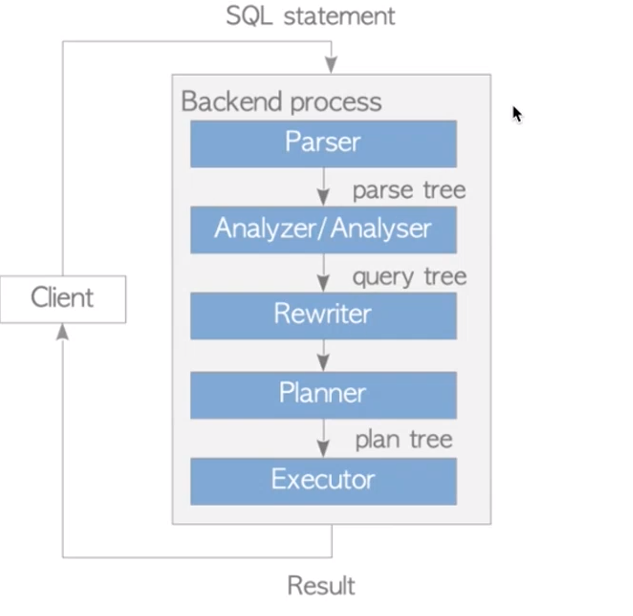 SQL statement
Backend process
Parser
parse tree
Analyzer/Analyser
query tree
Client
Rewriter
Planner
plan tree
Executor
Result